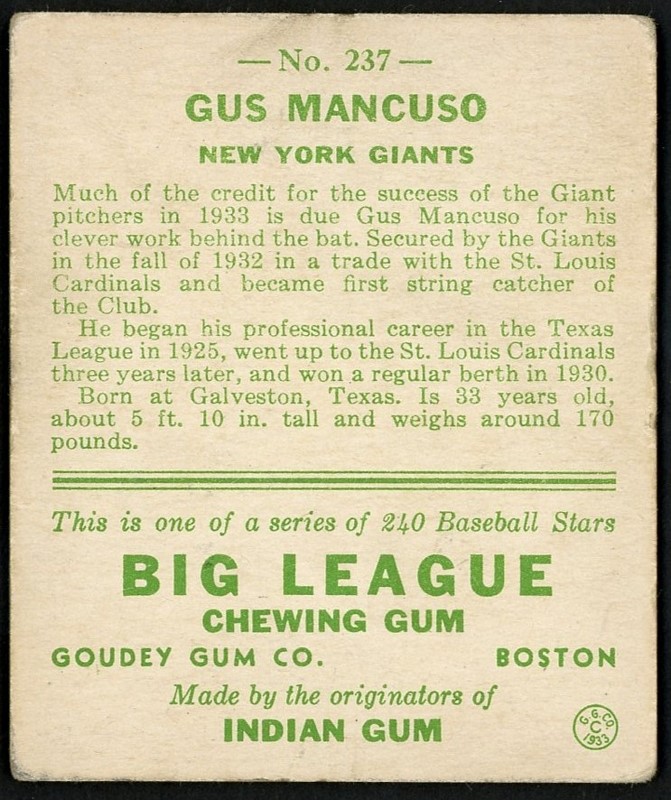 — No. 237 —
GUS MANCUSO
NEW YORK GIANTS
Much of the credit for the success of the Giant
pitchers in 1933 is due Gus Mancuso for his
clever work behind the bat. Secured by the Giants
in the fall of 1932 in a trade with the St. Louis
Cardinals and became first string catcher of
the Club.
He began his professional career in the Texas
League in 1925, went up to the St. Louis Cardinals
three years later, and won a regular berth in 1930.
Born at Galveston, Texas. Is 33 years old,
about 5 ft. 10 in. tall and weighs around 170
pounds.
This is one of a series of 240 Baseball Stars
BIG LEAGUE
CHEWING GUM
GOUDEY GUM CO. BOSTON
Made by the originators of
INDIAN GUM
G. G. CO.
C
1933